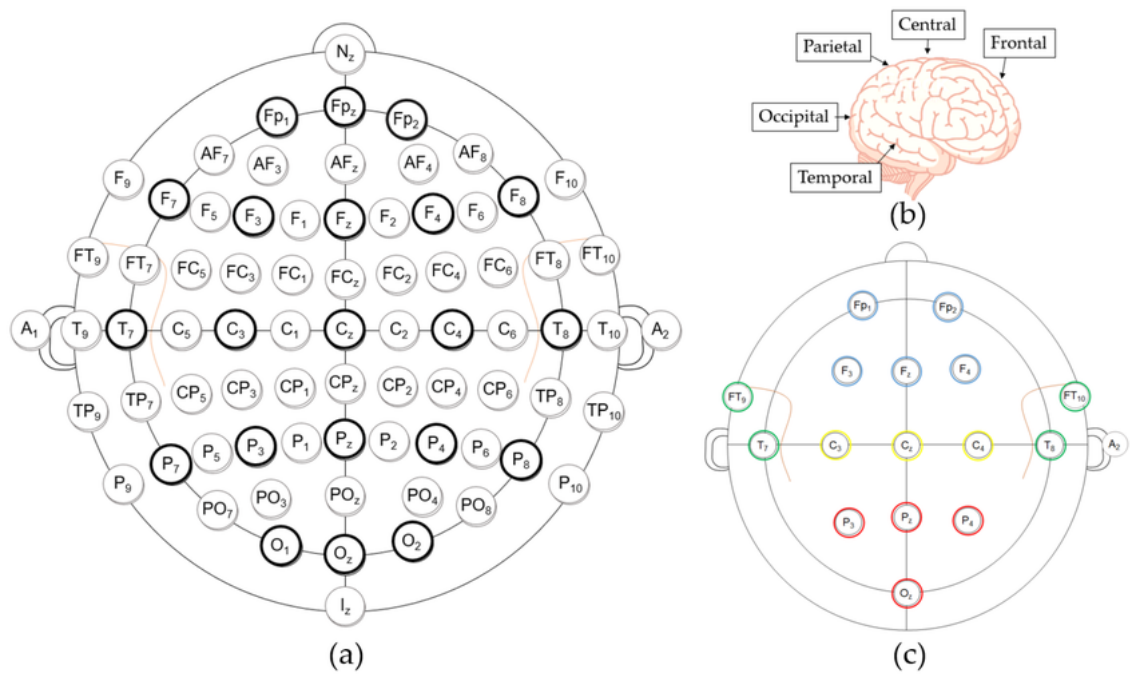 Nz
Fp1 Fpz Fp2
AF7 AF3 AFz AF4 AF8
F9 F7 F5 F3 F1 Fz F2 F4 F6 F8 F10
FT9 FT7 FC5 FC3 FC1 FCz FC2 FC4 FC6 FT8 FT10
A1 T9 T7 C5 C3 C1 Cz C2 C4 C6 T8 T10 A2
TP9 TP7 CP5 CP3 CP1 CPz CP2 CP4 CP6 TP8 TP10
P9 P7 P5 P3 P1 Pz P2 P4 P6 P8 P10
PO7 PO3 POz PO4 PO8
O1 Oz O2
Iz
(a)
Central
Parietal Frontal
Occipital
Temporal
(b)
Fp1 Fp2
F3 Fz F4
FT9 FT10
T7 C3 Cz C4 T8 A2
P3 Pz P4
Oz
(c)